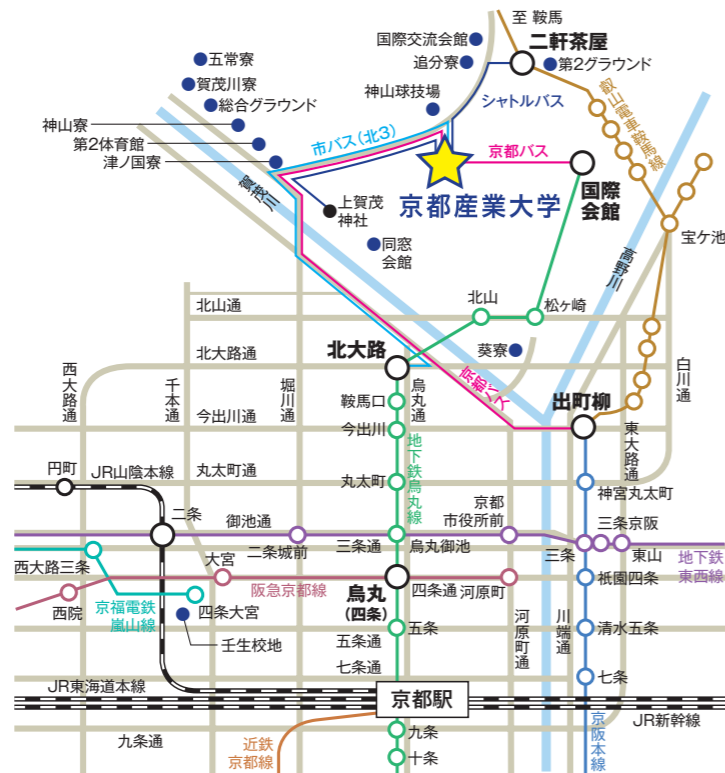 至 鞍馬
国際交流会館
二軒茶屋
五常寮
追分寮
第2グラウンド
賀茂川寮
総合グラウンド
神山球技場
シャトルバス
叡山電車鞍馬線
神山寮
市バス(北3)
第2体育館
京都バス
津ノ国寮
賀茂川
国際
会館
上賀茂
神社
京都産業大学
宝ケ池
同窓
会館
高野川
北山通
北山
松ヶ崎
北大路通
北大路
葵寮
西大路通
千本通
堀川通
烏丸通
京都バス
白川通
鞍馬口
出町柳
今出川通
今出川
東大路通
地下鉄烏丸線
JR山陰本線
円町
丸太町通
丸太町
神宮丸太町
京都
市役所前
二条
御池通
二条城前
三条通
烏丸御池
三条京阪
三条
東山
地下鉄
東西線
西大路三条
大宮
阪急京都線
烏丸
(四条)
四条通
河原町
祇園四条
西院
京福電鉄
嵐山線
四条大宮
壬生校地
五条
五条通
河原町通
川端通
清水五条
七条通
七条
JR東海道本線
京都駅
JR新幹線
九条通
近鉄
京都線
九条
十条
京阪本線